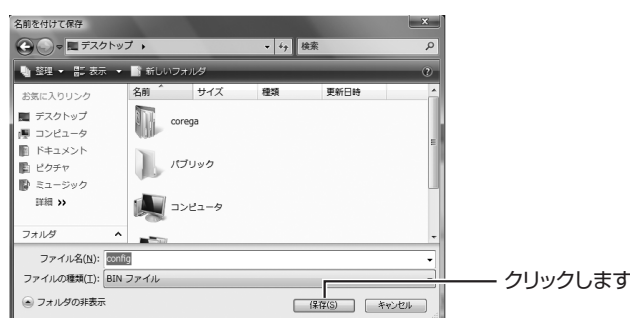 名前を付けて保存
デスクトップ
検索
整理 表示 新しいフォルダ
お気に入りリンク
デスクトップ
コンピュータ
ドキュメント
ピクチャ
ミュージック
詳細 >>
フォルダ
名前 サイズ 種類 更新日時
corega
パブリック
コンピュータ
ファイル名(N): config
ファイルの種類(T): BIN ファイル
フォルダの非表示
保存(S) キャンセル
クリックします